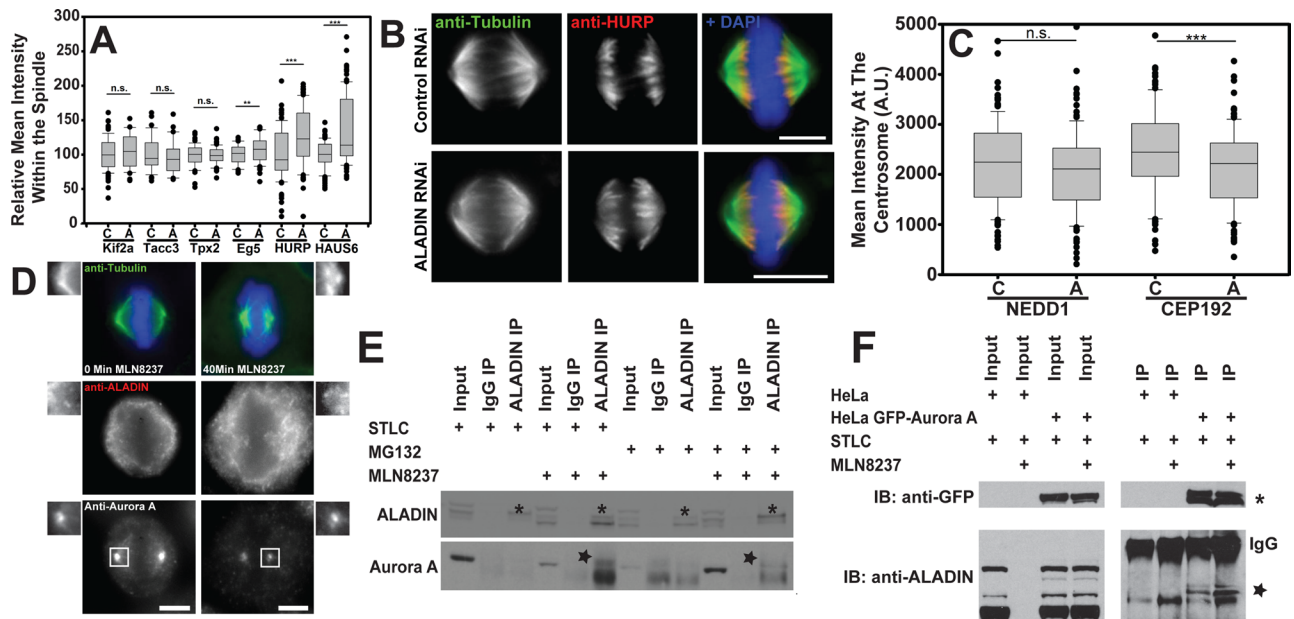 A
Relative Mean Intensity
Within the Spindle
300
250
200
150
100
50
0
n.s.
n.s.
n.s.
**
***
***
C A C A C A C A C A C A
Kif2a Tacc3 Tpx2 Eg5 HURP HAUS6
B
anti-Tubulin anti-HURP + DAPI
Control RNAi
ALADIN RNAi
C
Mean Intensity At The
Centrosome (A.U.)
5000
4000
3000
2000
1000
0
n.s.
***
C A C A
NEDD1 CEP192
D
anti-Tubulin
0 Min MLN8237 40Min MLN8237
anti-ALADIN
Anti-Aurora A
E
Input IgG IP ALADIN IP Input IgG IP ALADIN IP Input IgG IP ALADIN IP Input IgG IP ALADIN IP
STLC + + + + + +
MG132 + + + + + +
MLN8237 + + + + + +
ALADIN * * * *
Aurora A ★ ★
F
Input Input Input Input IP IP IP IP
HeLa + + + +
HeLa GFP-Aurora A + + + +
STLC + + + + + + + +
MLN8237 + + + +
IB: anti-GFP *
IgG
IB: anti-ALADIN ★